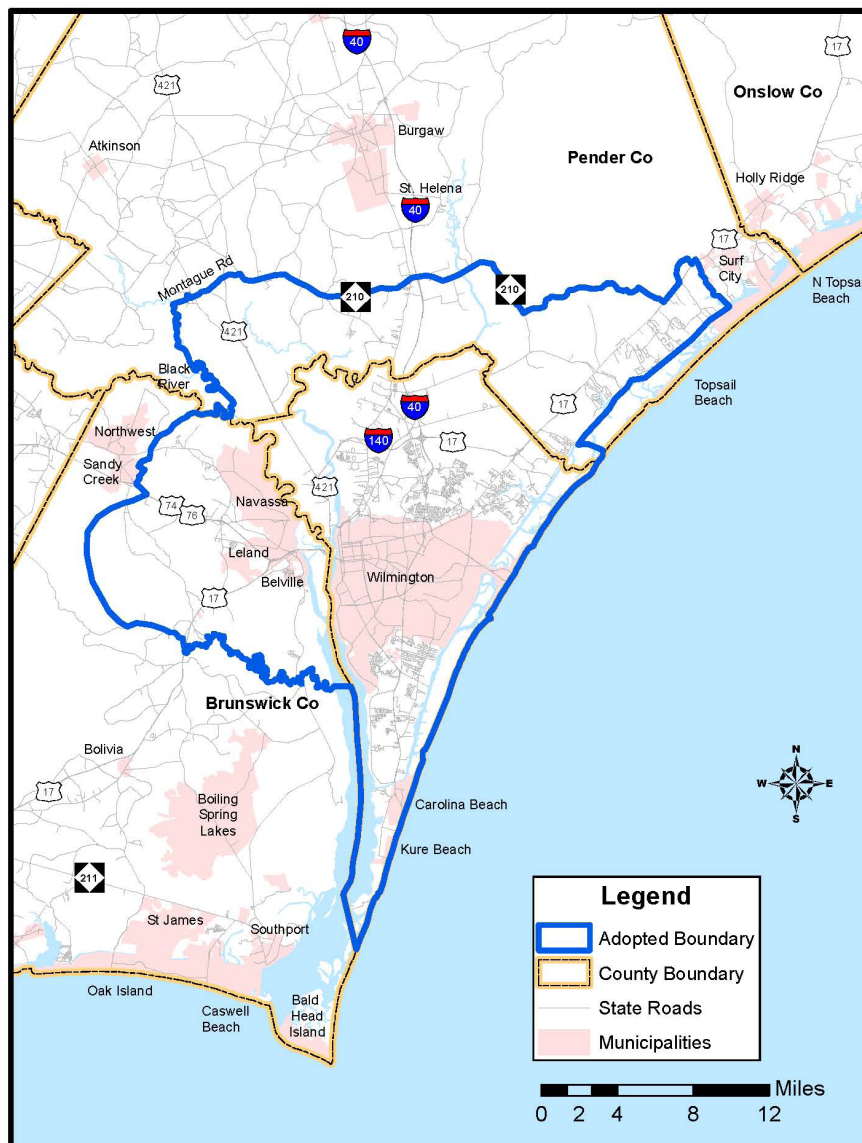 40
17
421
Onslow Co
Burgaw
Atkinson
Pender Co
Holly Ridge
St. Helena
40
17
Surf
City
Montague Rd
N Topsa
Beach
210
210
421
Black
River
Topsail
Beach
40
17
Northwest
140
17
Sandy
Creek
421
74
76
Navassa
Leland
Belville
Wilmington
17
Brunswick Co
Bolivia
N
W
E
S
17
Boiling
Spring
Lakes
Carolina Beach
Kure Beach
211
St James
Southport
Oak Island
Caswell
Beach
Bald
Head
Island
Legend
Adopted Boundary
County Boundary
State Roads
Municipalities
Miles
0 2 4 8 12